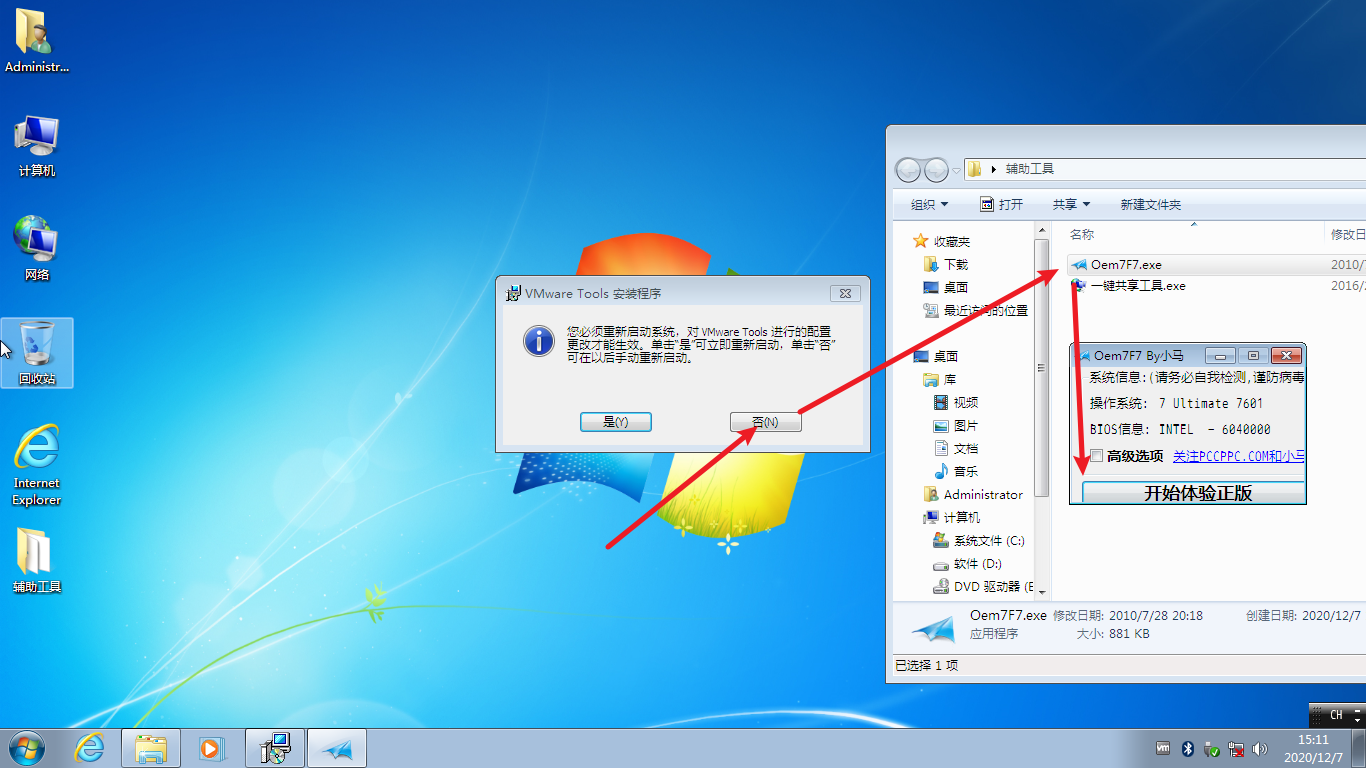 Administr...
计算机
网络
回收站
Internet
Explorer
辅助工具
VMware Tools 安装程序
您必须重新启动系统，对 VMware Tools 进行的配置
更改才能生效。单击“是”可立即重新启动，单击“否”
可在以后手动重新启动。
是(Y)
否(N)
辅助工具
组织
打开
共享
新建文件夹
收藏夹
下载
桌面
最近访问的位置
桌面
库
视频
图片
文档
音乐
Administrator
计算机
系统文件 (C:)
软件 (D:)
DVD 驱动器 (E
名称
修改日
Oem7F7.exe
2010/7
一键共享工具.exe
2016/2
Oem7F7 By小马
系统信息:(请务必自我检测,谨防病毒
操作系统: 7 Ultimate 7601
BIOS信息: INTEL - 6040000
高级选项
关注PCCPPC.COM和小马
开始体验正版
Oem7F7.exe
修改日期: 2010/7/28 20:18
创建日期: 2020/12/7
应用程序
大小: 881 KB
已选择 1 项
CH
vm
15:11
2020/12/7